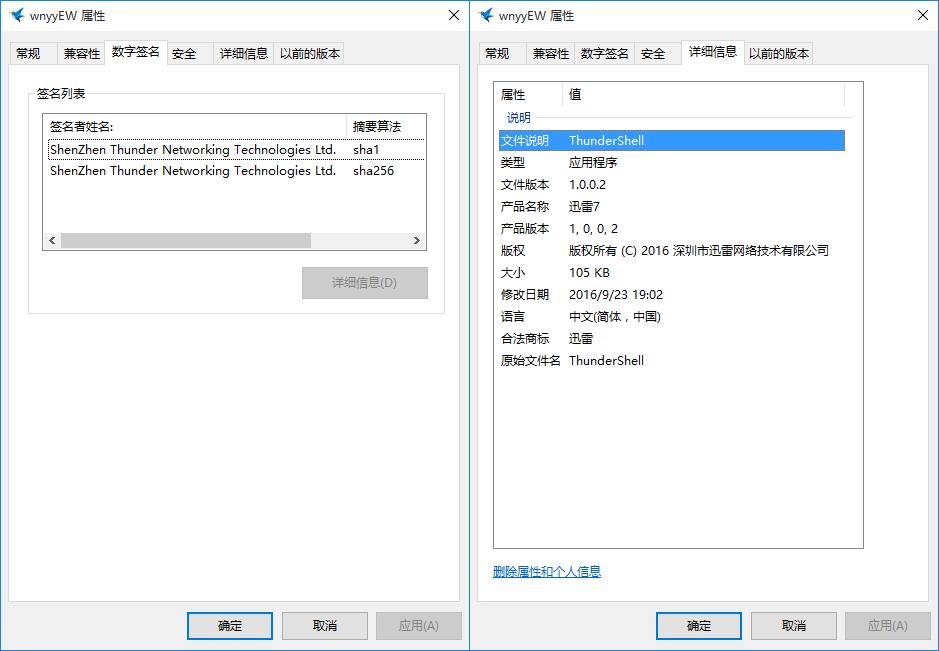 wnyyEW 属性
常规 兼容性 数字签名 安全 详细信息 以前的版本
签名列表
签名者姓名: 摘要算法
ShenZhen Thunder Networking Technologies Ltd. sha1
ShenZhen Thunder Networking Technologies Ltd. sha256
详细信息(D)
确定 取消 应用(A)
wnyyEW 属性
常规 兼容性 数字签名 安全 详细信息 以前的版本
属性 值
说明
文件说明 ThunderShell
类型 应用程序
文件版本 1.0.0.2
产品名称 迅雷7
产品版本 1, 0, 0, 2
版权 版权所有 (C) 2016 深圳市迅雷网络技术有限公司
大小 105 KB
修改日期 2016/9/23 19:02
语言 中文(简体，中国)
合法商标 迅雷
原始文件名 ThunderShell
删除属性和个人信息
确定 取消 应用(A)